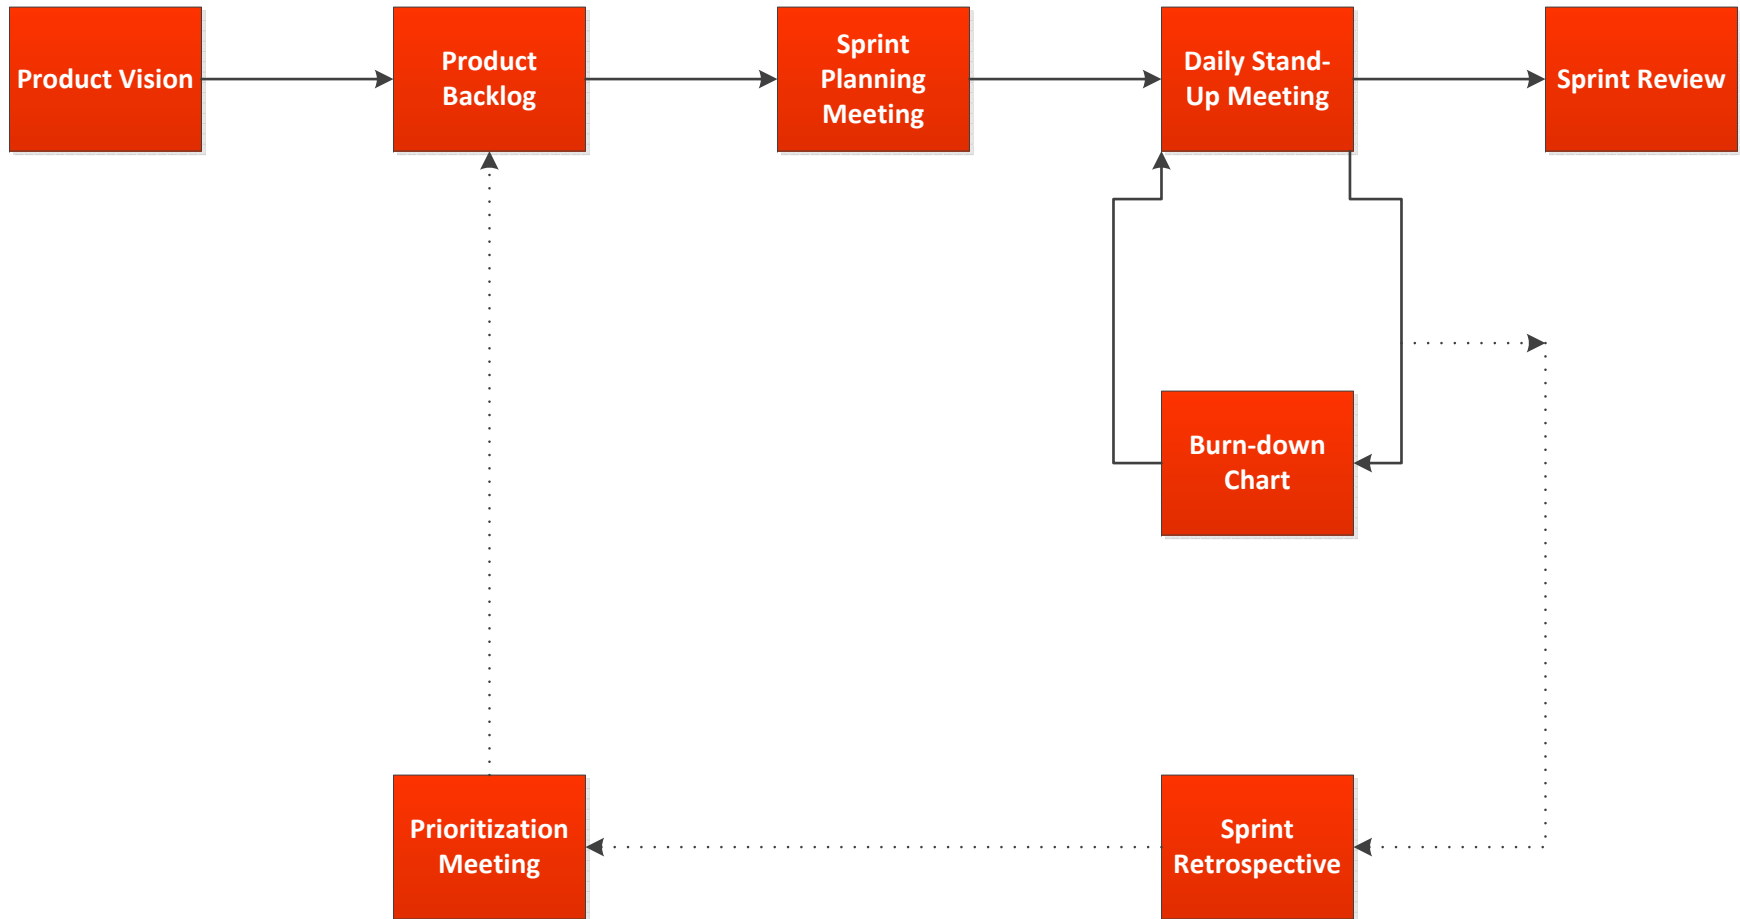 Product Vision
Product
Backlog
Sprint
Planning
Meeting
Daily Stand-
Up Meeting
Sprint Review
Burn-down
Chart
Prioritization
Meeting
Sprint
Retrospective